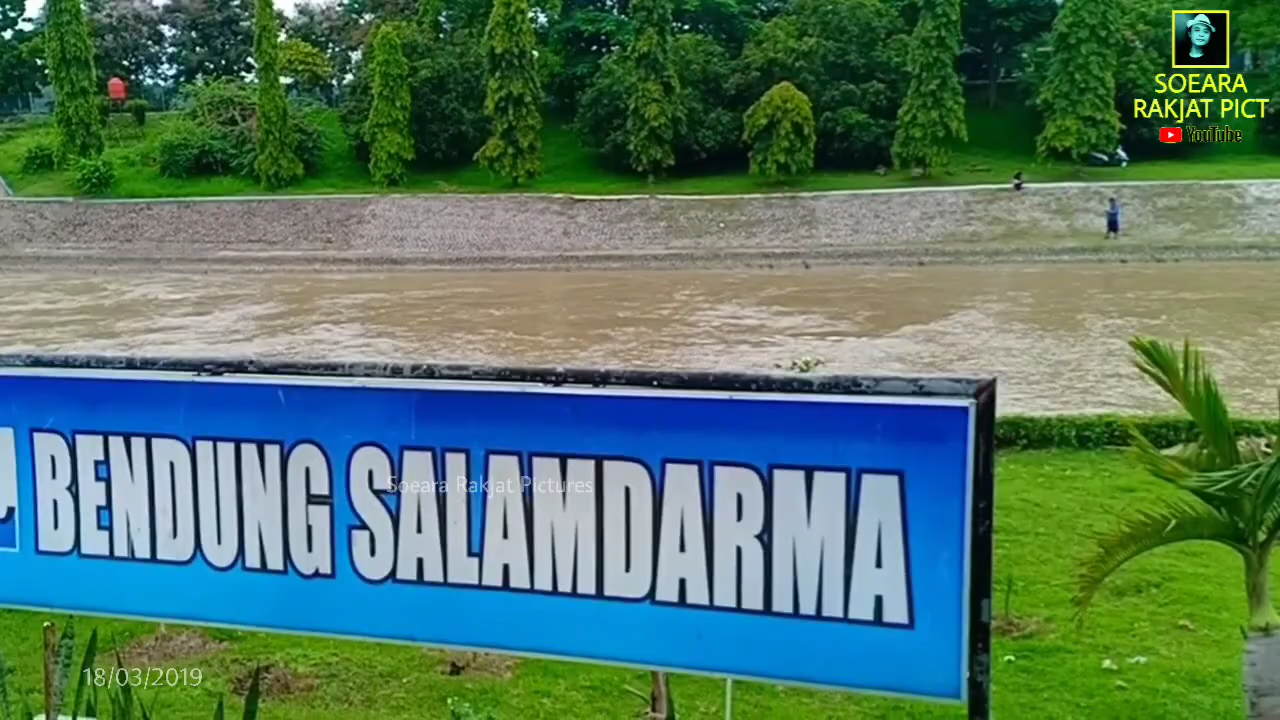 SOEARA
RAKJAT PICT
YouTube
BENDUNG SALAMDARMA
Soeara Rakjat Pictures
18/03/2019